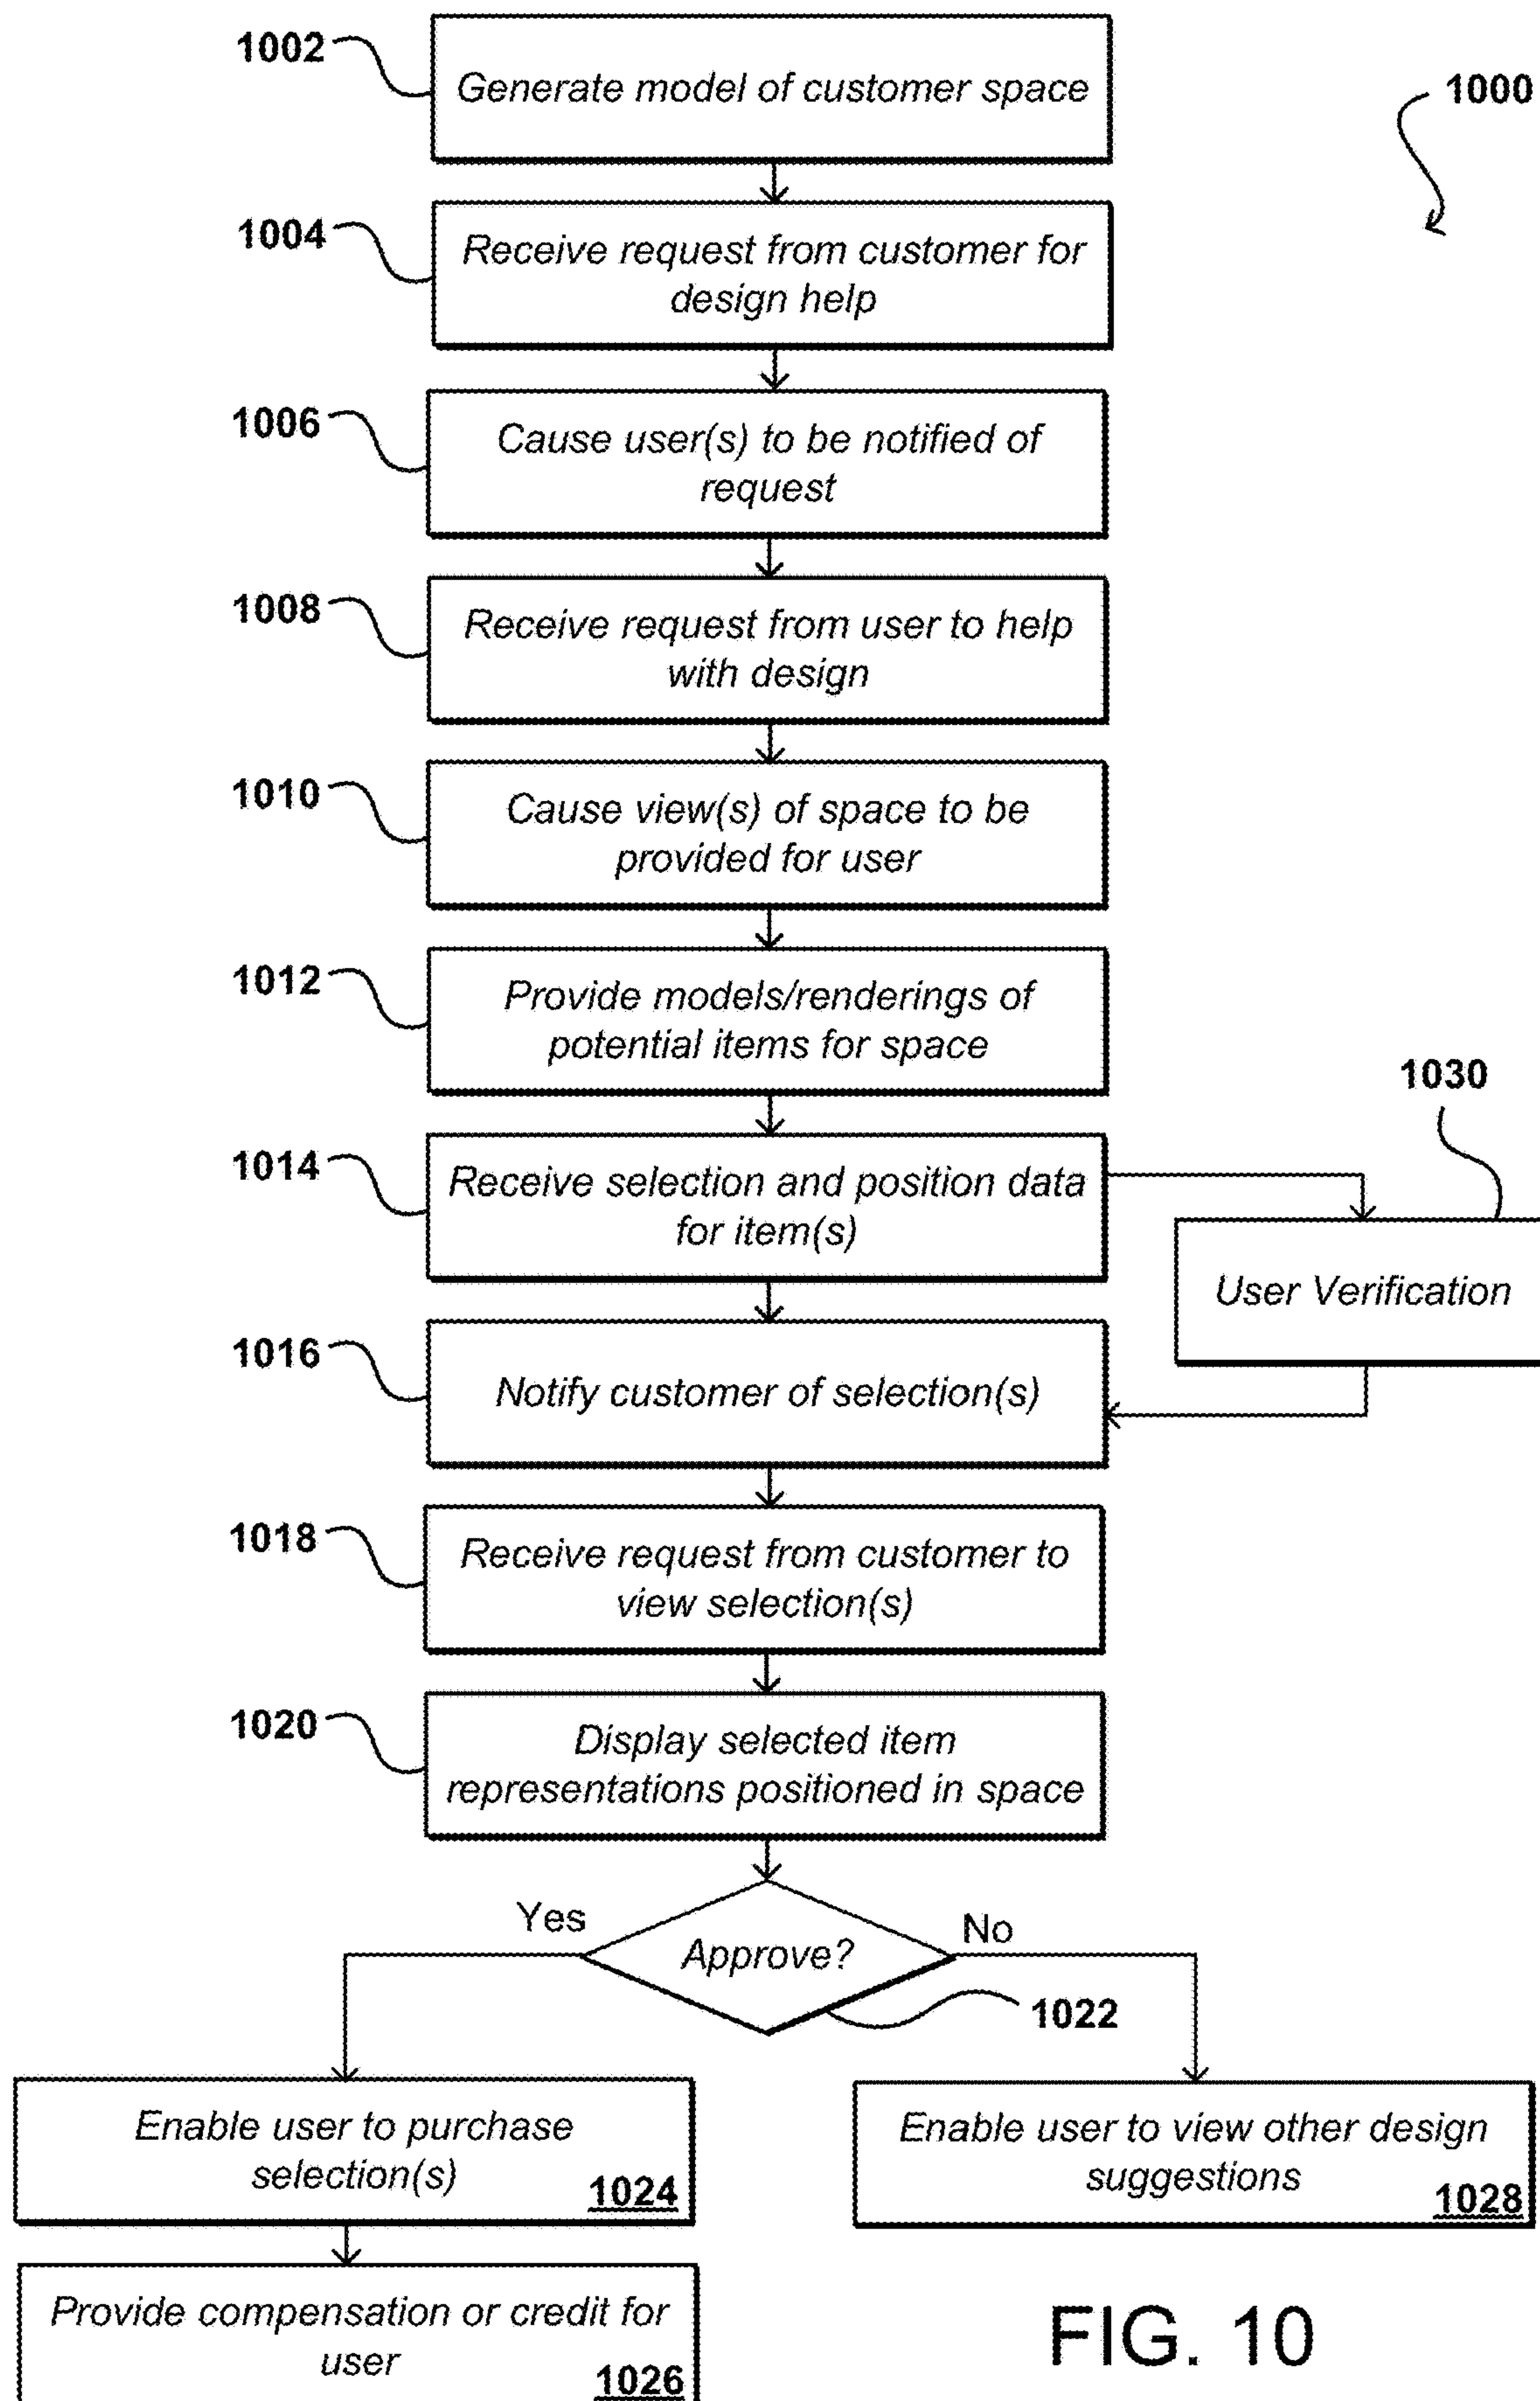 1002
Generate model of customer space
1000
1004
Receive request from customer for
design help
1006
Cause user(s) to be notified of
request
1008
Receive request from user to help
with design
1010
Cause view(s) of space to be
provided for user
1012
Provide models/renderings of
potential items for space
1030
1014
Receive selection and position data
for item(s)
User Verification
1016
Notify customer of selection(s)
1018
Receive request from customer to
view selection(s)
1020
Display selected item
representations positioned in space
Yes
Approve?
No
1022
Enable user to purchase
selection(s)
1024
Enable user to view other design
suggestions
1028
Provide compensation or credit for
user
1026
FIG. 10